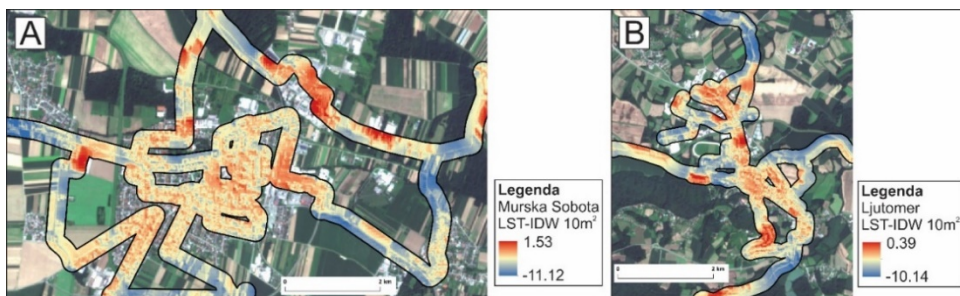 A
0
2 km
Legenda
Murska Sobota
LST-IDW 10m²
1.53
-11.12
B
0
2 km
Legenda
Ljutomer
LST-IDW 10m²
0.39
-10.14